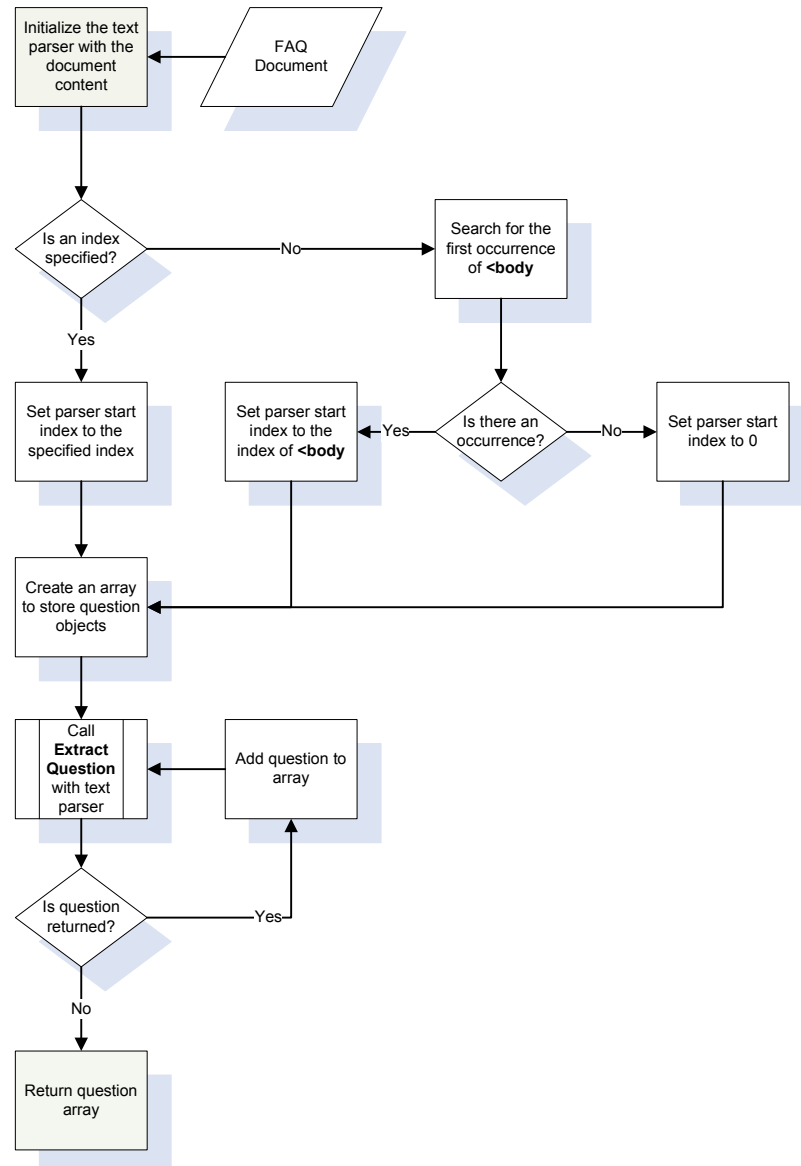 Initialize the text
parser with the
document
content
FAQ
Document
Is an index
specified?
No
Search for the
first occurrence
of <body
Yes
Set parser start
index to the
specified index
Set parser start
index to the
index of <body
Yes
Is there an
occurrence?
No
Set parser start
index to 0
Create an array
to store question
objects
Call
Extract
Question
with text
parser
Add question to
array
Is question
returned?
Yes
No
Return question
array